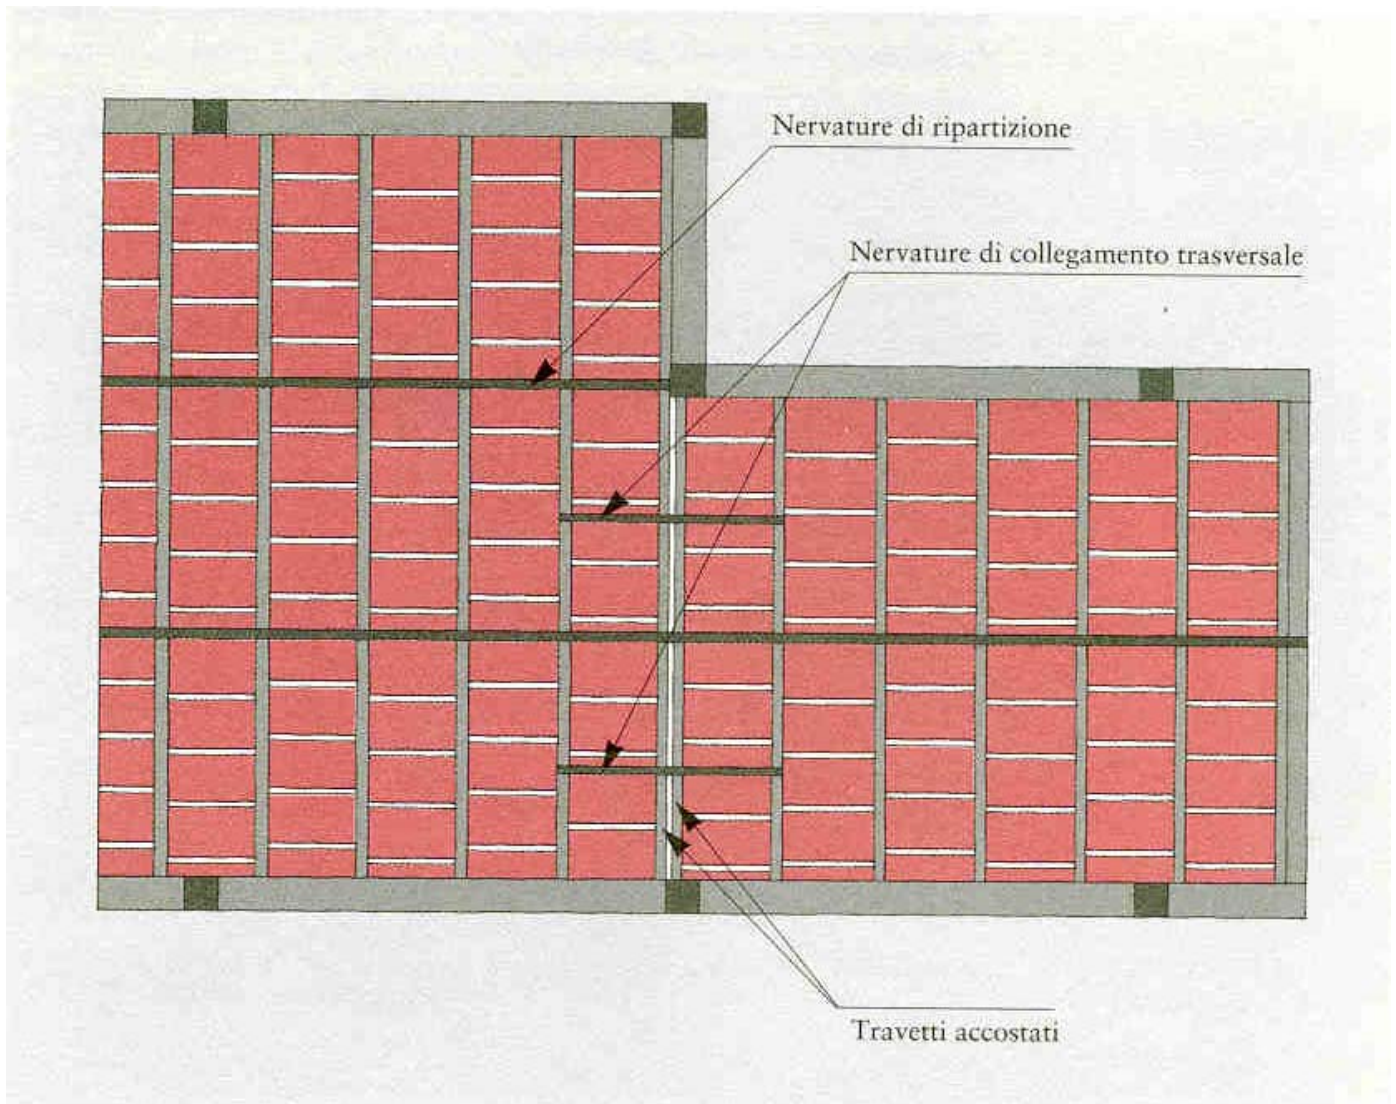 Nervature di ripartizione
Nervature di collegamento trasversale
Travetti accostati